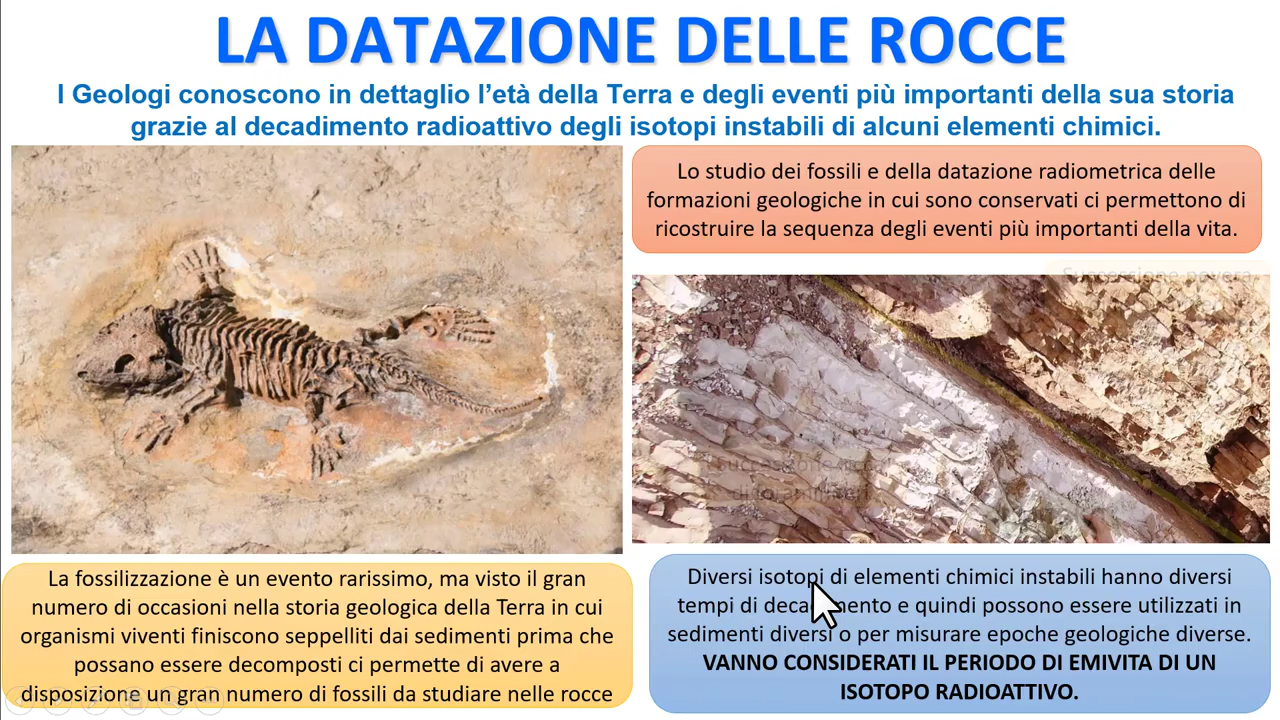 LA DATAZIONE DELLE ROCCE
I Geologi conoscono in dettaglio l'età della Terra e degli eventi più importanti della sua storia
grazie al decadimento radioattivo degli isotopi instabili di alcuni elementi chimici.
Lo studio dei fossili e della datazione radiometrica delle
formazioni geologiche in cui sono conservati ci permettono di
ricostruire la sequenza degli eventi più importanti della vita.
Successione povera
successione
La fossilizzazione è un evento rarissimo, ma visto il gran
numero di occasioni nella storia geologica della Terra in cui
organismi viventi finiscono seppelliti dai sedimenti prima che
possano essere decomposti ci permette di avere a
disposizione un gran numero di fossili da studiare nelle rocce
Diversi isotopi di elementi chimici instabili hanno diversi
tempi di decadimento e quindi possono essere utilizzati in
sedimenti diversi o per misurare epoche geologiche diverse.
VANNO CONSIDERATI IL PERIODO DI EMIVITA DI UN
ISOTOPO RADIOATTIVO.